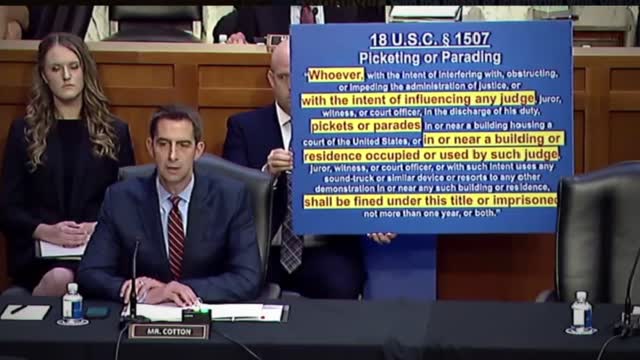 18 U.S.C. § 1507
Picketing or Parading
"Whoever, with the intent of interfering with, obstructing,
or impeding the administration of justice, or
with the intent of influencing any judge, juror,
witness, or court officer, in the discharge of his duty,
pickets or parades in or near a building housing a
court of the United States, or in or near a building or
residence occupied or used by such judge,
juror, witness, or court officer, or with such intent uses any
sound-truck or similar device or resorts to any other
demonstration in or near any such building or residence,
shall be fined under this title or imprisoned
not more than one year, or both."
MR. COTTON